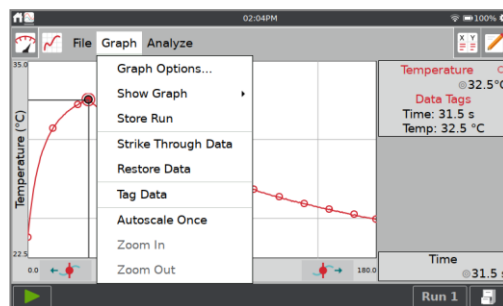 02:04PM 100%
File Graph Analyze
X Y
Graph Options...
Show Graph
Store Run
Strike Through Data
Restore Data
Tag Data
Autoscale Once
Zoom In
Zoom Out
35.0
Temperature (°C)
22.5
0.0
180.0
Temperature
32.5°C
Data Tags
Time: 31.5 s
Temp: 32.5 °C
Time
31.5 s
Run 1